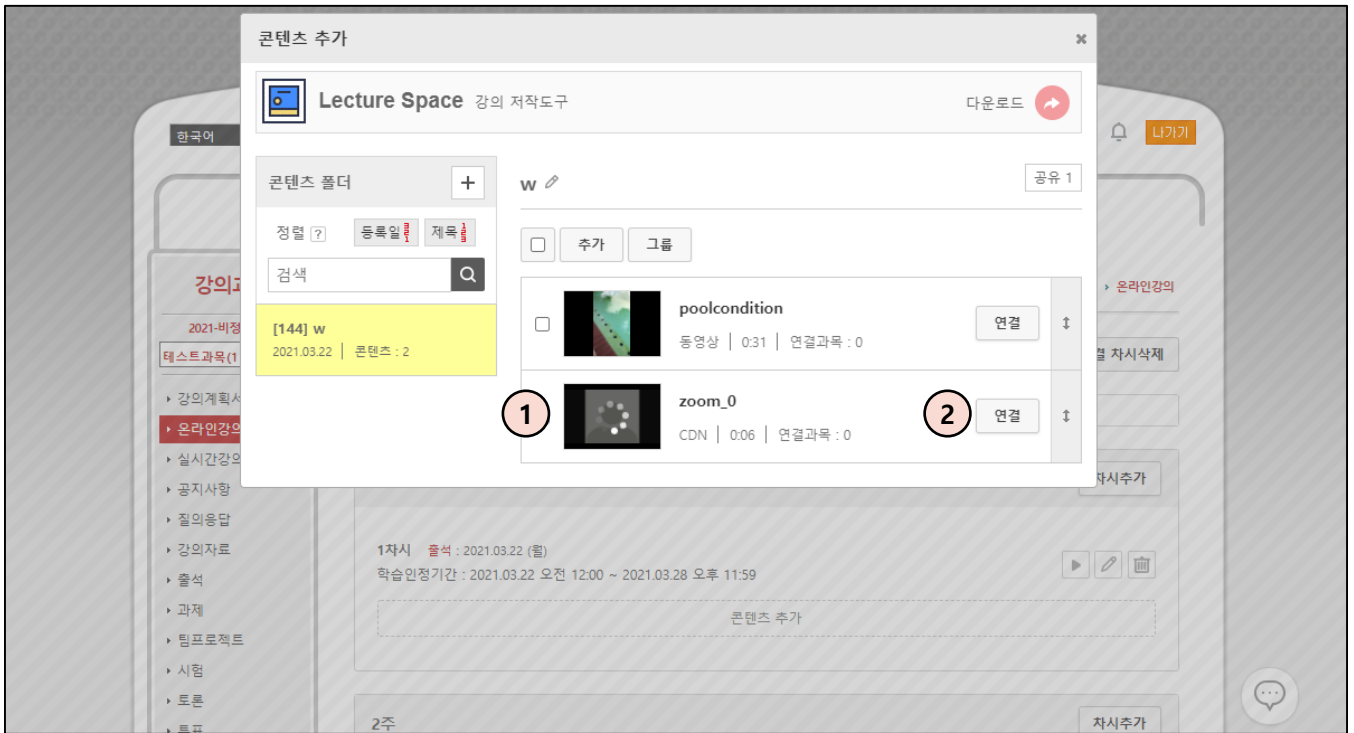 콘텐츠 추가
Lecture Space 강의 저작도구
다운로드
한국어
나가기
콘텐츠 폴더
w
공유 1
정렬 ?
등록일
제목
검색
추가
그룹
[144] w
2021.03.22 | 콘텐츠 : 2
poolcondition
동영상 | 0:31 | 연결과목 : 0
연결
1
zoom_0
CDN | 0:06 | 연결과목 : 0
2
연결
강의
2021-비정
테스트과목(1
› 온라인강의
차시삭제
강의계획서
온라인강의
실시간강의
공지사항
질의응답
강의자료
출석
과제
팀프로젝트
시험
토론
차시추가
1차시 출석 : 2021.03.22 (월)
학습인정기간 : 2021.03.22 오전 12:00 ~ 2021.03.28 오후 11:59
콘텐츠 추가
2주
차시추가